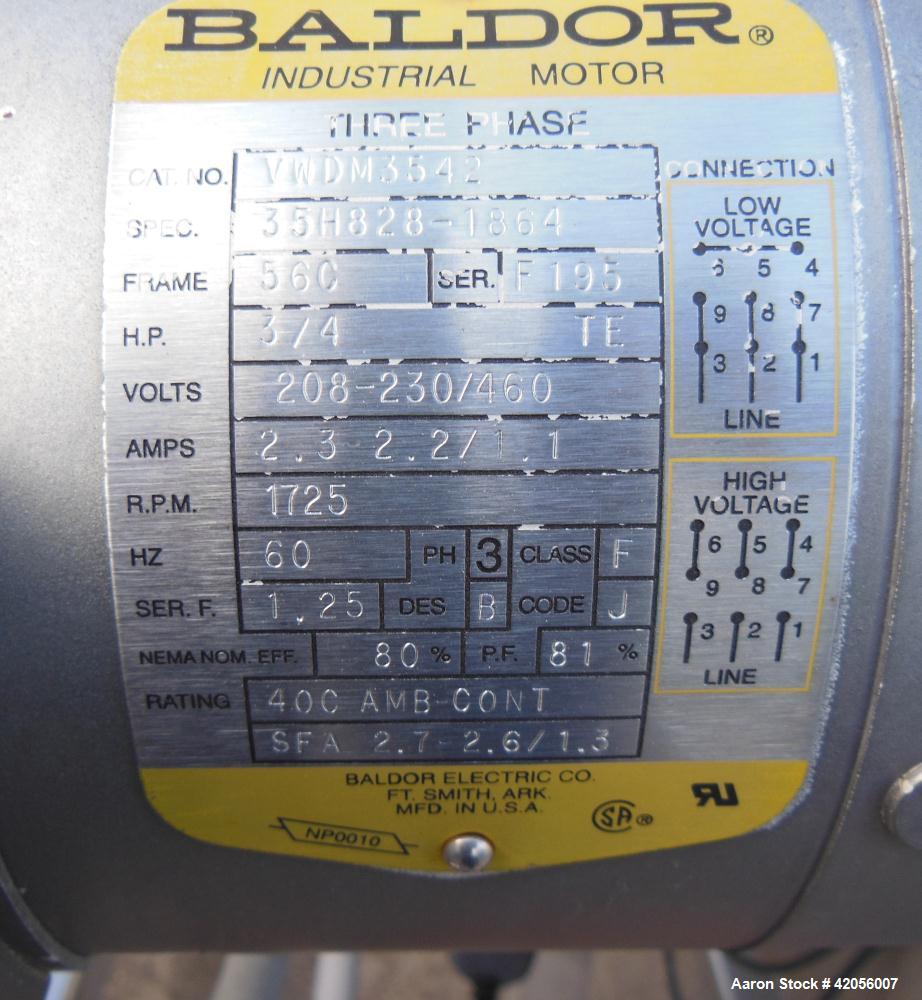 BALDOR®
INDUSTRIAL MOTOR
THREE PHASE
CAT. NO. VWDM3542
SPEC. 35H828-1864
FRAME 56C SER. F195
H.P. 3/4 TE
VOLTS 208-230/460
AMPS 2.3-2.2/1.1
R.P.M. 1725
HZ 60 PH 3 CLASS F
SER. F. 1.25 DES B CODE J
NEMA NOM. EFF. 80 % P.F. 81 %
RATING 40C AMB-CONT
SFA 2.7-2.6/1.3
CONNECTION
LOW
VOLTAGE
6 5 4
9 8 7
3 2 1
LINE
HIGH
VOLTAGE
6 5 4
9 8 7
3 2 1
LINE
BALDOR ELECTRIC CO.
FT. SMITH, ARK.
MFD. IN U.S.A.
NP0010
SA®
RU
Aaron Stock # 42056007